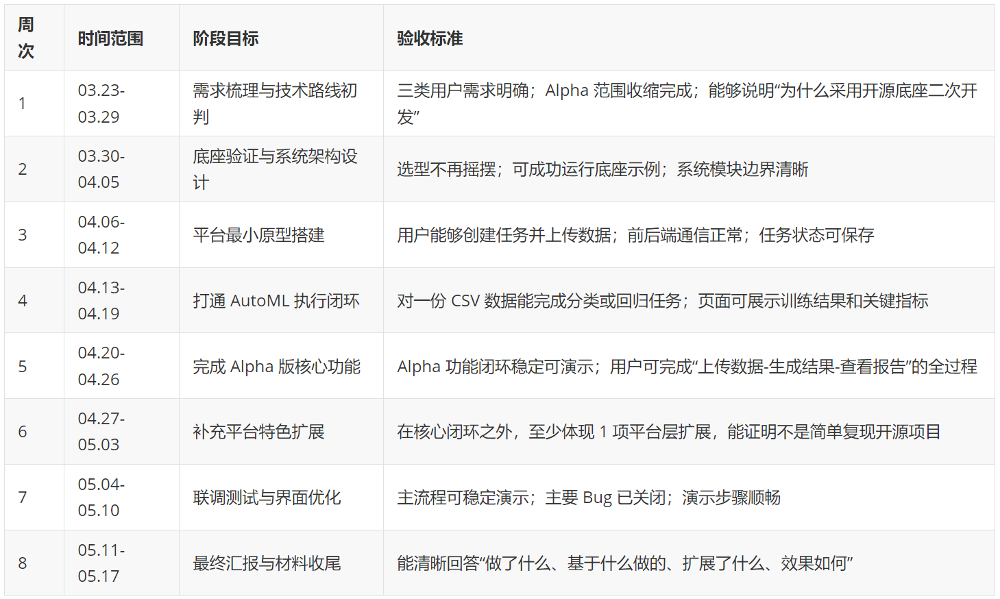 周
次
时间范围
阶段目标
验收标准
1
03.23-
03.29
需求梳理与技术路线初
判
三类用户需求明确；Alpha 范围收缩完成；能够说明“为什么采用开源底座二次开
发”
2
03.30-
04.05
底座验证与系统架构设
计
选型不再摇摆；可成功运行底座示例；系统模块边界清晰
3
04.06-
04.12
平台最小原型搭建
用户能够创建任务并上传数据；前后端通信正常；任务状态可保存
4
04.13-
04.19
打通 AutoML 执行闭环
对一份 CSV 数据能完成分类或回归任务；页面可展示训练结果和关键指标
5
04.20-
04.26
完成 Alpha 版核心功能
Alpha 功能闭环稳定可演示；用户可完成“上传数据-生成结果-查看报告”的全过程
6
04.27-
05.03
补充平台特色扩展
在核心闭环之外，至少体现 1 项平台层扩展，能证明不是简单复现开源项目
7
05.04-
05.10
联调测试与界面优化
主流程可稳定演示；主要 Bug 已关闭；演示步骤顺畅
8
05.11-
05.17
最终汇报与材料收尾
能清晰回答“做了什么、基于什么做的、扩展了什么、效果如何”